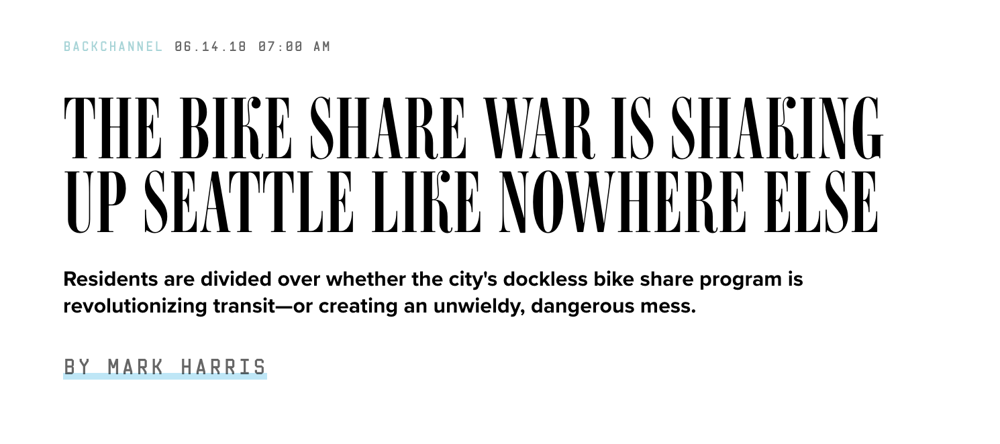 BACKCHANNEL 06.14.18 07:00 AM
THE BIKE SHARE WAR IS SHAKING
UP SEATTLE LIKE NOWHERE ELSE
Residents are divided over whether the city's dockless bike share program is
revolutionizing transit—or creating an unwieldy, dangerous mess.
BY MARK HARRIS